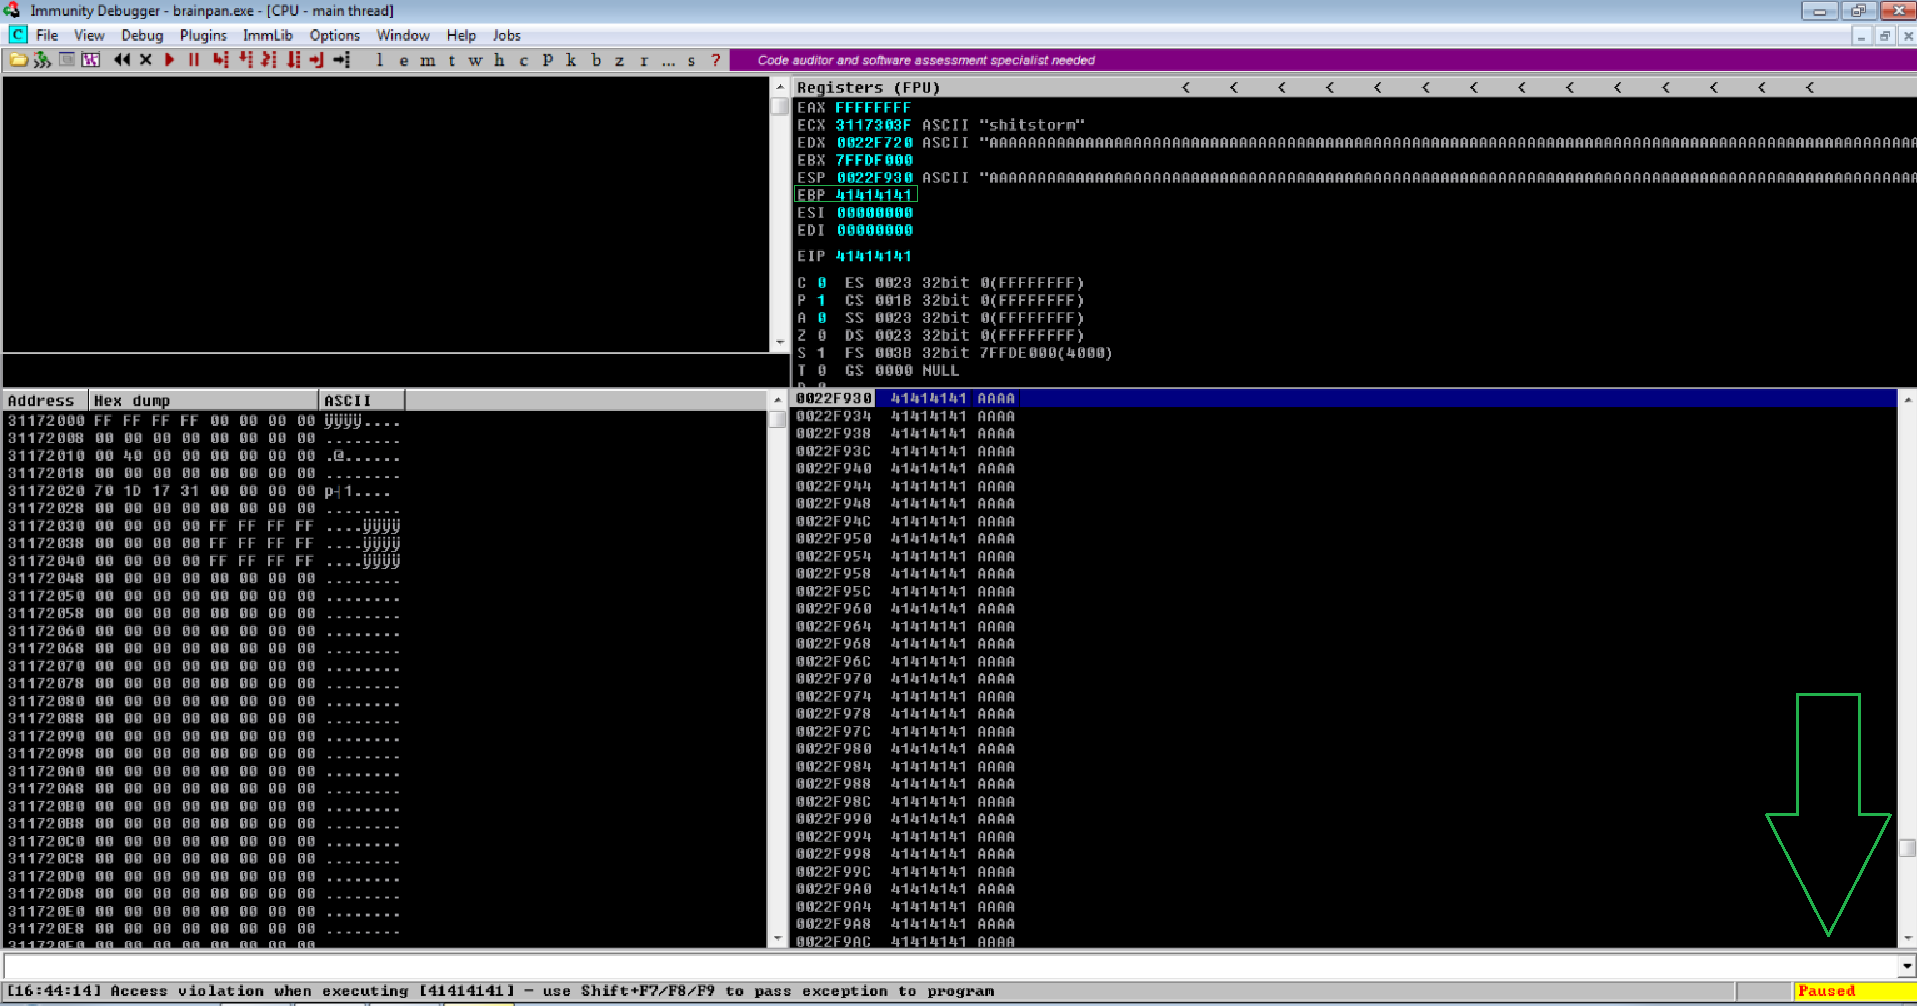 Immunity Debugger - brainpan.exe - [CPU - main thread]
C File View Debug Plugins ImmLib Options Window Help Jobs
l e m t w h c P k b z r ... s ? Code auditor and software assessment specialist needed
Registers (FPU) < < < < < < < < < < < < < <
EAX FFFFFFFF
ECX 3117303F ASCII "shitstorm"
EDX 0022F720 ASCII "AAAAAAAAAAAAAAAAAAAAAAAAAAAAAAAAAAAAAAAAAAAAAAAAAAAAAAAAAAAAAAAAAAAAAAAAAAAAAAAAAAAAAAAAAAAAAAAA
EBX 7FFDF000
ESP 0022F930 ASCII "AAAAAAAAAAAAAAAAAAAAAAAAAAAAAAAAAAAAAAAAAAAAAAAAAAAAAAAAAAAAAAAAAAAAAAAAAAAAAAAAAAAAAAAAAAAAAAAA
EBP 41414141
ESI 00000000
EDI 00000000
EIP 41414141
C 0 ES 0023 32bit 0(FFFFFFFF)
P 1 CS 001B 32bit 0(FFFFFFFF)
A 0 SS 0023 32bit 0(FFFFFFFF)
Z 0 DS 0023 32bit 0(FFFFFFFF)
S 1 FS 003B 32bit 7FFDE000(4000)
T 0 GS 0000 NULL
Address Hex dump ASCII
31172000 FF FF FF FF 00 00 00 00 ÿÿÿÿ....
31172008 00 00 00 00 00 00 00 00 ........
31172010 00 40 00 00 00 00 00 00 .@......
31172018 00 00 00 00 00 00 00 00 ........
31172020 70 1D 17 31 00 00 00 00 p┤1....
31172028 00 00 00 00 00 00 00 00 ........
31172030 00 00 00 00 FF FF FF FF ....ÿÿÿÿ
31172038 00 00 00 00 FF FF FF FF ....ÿÿÿÿ
31172040 00 00 00 00 FF FF FF FF ....ÿÿÿÿ
31172048 00 00 00 00 00 00 00 00 ........
31172050 00 00 00 00 00 00 00 00 ........
31172058 00 00 00 00 00 00 00 00 ........
31172060 00 00 00 00 00 00 00 00 ........
31172068 00 00 00 00 00 00 00 00 ........
31172070 00 00 00 00 00 00 00 00 ........
31172078 00 00 00 00 00 00 00 00 ........
31172080 00 00 00 00 00 00 00 00 ........
31172088 00 00 00 00 00 00 00 00 ........
31172090 00 00 00 00 00 00 00 00 ........
31172098 00 00 00 00 00 00 00 00 ........
311720A0 00 00 00 00 00 00 00 00 ........
311720A8 00 00 00 00 00 00 00 00 ........
311720B0 00 00 00 00 00 00 00 00 ........
311720B8 00 00 00 00 00 00 00 00 ........
311720C0 00 00 00 00 00 00 00 00 ........
311720C8 00 00 00 00 00 00 00 00 ........
311720D0 00 00 00 00 00 00 00 00 ........
311720D8 00 00 00 00 00 00 00 00 ........
311720E0 00 00 00 00 00 00 00 00 ........
311720E8 00 00 00 00 00 00 00 00 ........
311720F0 00 00 00 00 00 00 00 00 ........
0022F930 41414141 AAAA
0022F934 41414141 AAAA
0022F938 41414141 AAAA
0022F93C 41414141 AAAA
0022F940 41414141 AAAA
0022F944 41414141 AAAA
0022F948 41414141 AAAA
0022F94C 41414141 AAAA
0022F950 41414141 AAAA
0022F954 41414141 AAAA
0022F958 41414141 AAAA
0022F95C 41414141 AAAA
0022F960 41414141 AAAA
0022F964 41414141 AAAA
0022F968 41414141 AAAA
0022F96C 41414141 AAAA
0022F970 41414141 AAAA
0022F974 41414141 AAAA
0022F978 41414141 AAAA
0022F97C 41414141 AAAA
0022F980 41414141 AAAA
0022F984 41414141 AAAA
0022F988 41414141 AAAA
0022F98C 41414141 AAAA
0022F990 41414141 AAAA
0022F994 41414141 AAAA
0022F998 41414141 AAAA
0022F99C 41414141 AAAA
0022F9A0 41414141 AAAA
0022F9A4 41414141 AAAA
0022F9A8 41414141 AAAA
0022F9AC 41414141 AAAA
[16:44:14] Access violation when executing [41414141] - use Shift+F7/F8/F9 to pass exception to program
Paused